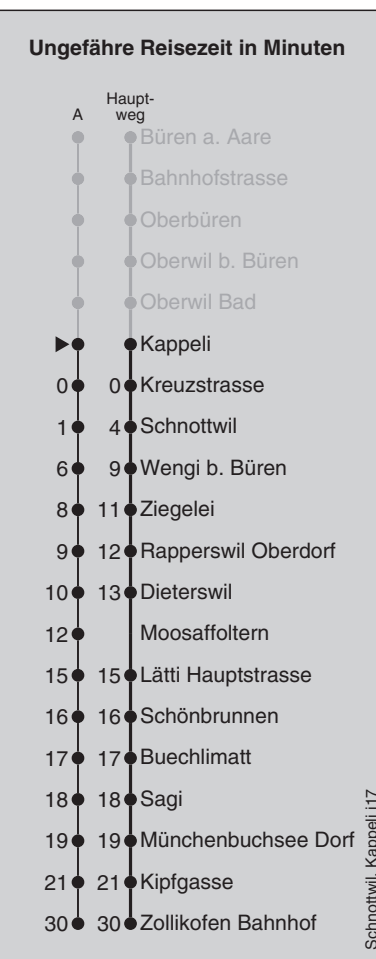 Ungefähre Reisezeit in Minuten
Haupt-
A weg
Büren a. Aare
Bahnhofstrasse
Oberbüren
Oberwil b. Büren
Oberwil Bad
Kappeli
0 0 Kreuzstrasse
1 4 Schnottwil
6 9 Wengi b. Büren
8 11 Ziegelei
9 12 Rapperswil Oberdorf
10 13 Dieterswil
12 Moosaffoltern
15 15 Lätti Hauptstrasse
16 16 Schönbrunnen
17 17 Buechlimatt
18 18 Sagi
19 19 Münchenbuchsee Dorf
21 21 Kipfgasse
30 30 Zollikofen Bahnhof
Schnottwil, Kappeli j17